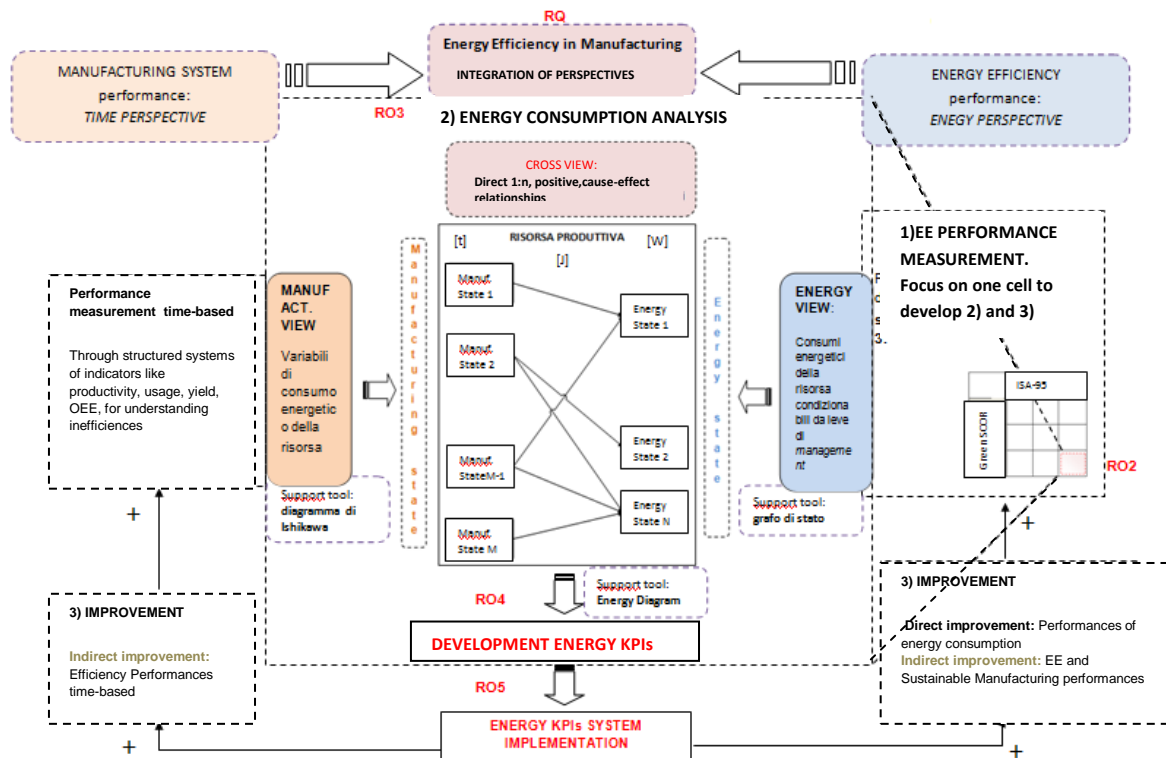 RQ
Energy Efficiency in Manufacturing
INTEGRATION OF PERSPECTIVES
MANUFACTURING SYSTEM
performance:
TIME PERSPECTIVE
ENERGY EFFICIENCY
performance:
ENEGY PERSPECTIVE
RO3
2) ENERGY CONSUMPTION ANALYSIS
CROSS VIEW:
Direct 1:n, positive,cause-effect
relationships
Performance
measurement time-based
Through structured systems
of indicators like
productivity, usage, yield,
OEE, for understanding
inefficiences
MANUF
ACT.
VIEW
Variabili
di
consumo
energetic
o della
risorsa
Support tool:
diagramma di
Ishikawa
Manufacturing state
[t]
RISORSA PRODUTTIVA
[W]
[J]
Manuf.
State 1
Manuf.
State 2
Manuf.
StateM-1
Manuf.
State M
Energy
State 1
Energy
State 2
Energy
State N
Energy state
ENERGY
VIEW:
Consumi
energetici
della
risorsa
condiziona
bili da leve
di
manageme
nt
Support tool:
grafo di stato
1)EE PERFORMANCE
MEASUREMENT.
Focus on one cell to
develop 2) and 3)
3.
ISA-95
GreenSCOR
RO2
+
+
Support tool:
Energy Diagram
RO4
DEVELOPMENT ENERGY KPIs
RO5
ENERGY KPIs SYSTEM
IMPLEMENTATION
3) IMPROVEMENT
Indirect improvement:
Efficiency Performances
time-based
3) IMPROVEMENT
Direct improvement: Performances of
energy consumption
Indirect improvement: EE and
Sustainable Manufacturing performances
+
+